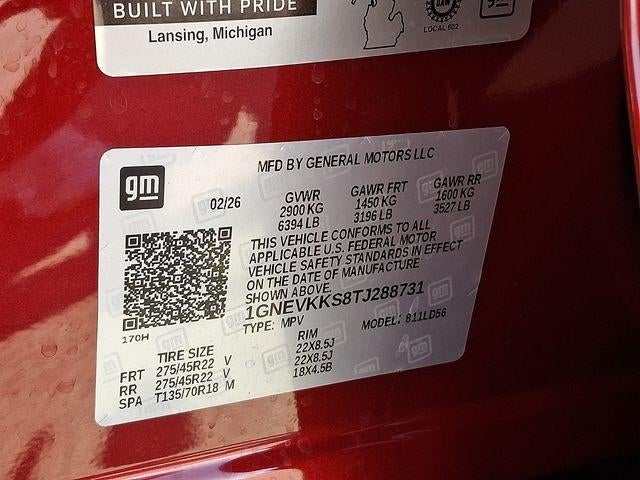 BUILT WITH PRIDE
Lansing, Michigan
LOCAL 602
gm
gm
MFD BY GENERAL MOTORS LLC
02/26
GVWR GAWR FRT GAWR RR
2900 KG 1450 KG 1600 KG
6394 LB 3196 LB 3527 LB
THIS VEHICLE CONFORMS TO ALL
APPLICABLE U.S. FEDERAL MOTOR
VEHICLE SAFETY STANDARDS IN EFFECT
ON THE DATE OF MANUFACTURE
SHOWN ABOVE.
1GNEVKKS8TJ288731
170H
TYPE: MPV MODEL: 811LD56
TIRE SIZE RIM
FRT 275/45R22 V 22X8.5J
RR 275/45R22 V 22X8.5J
SPA T135/70R18 M 18X4.5B